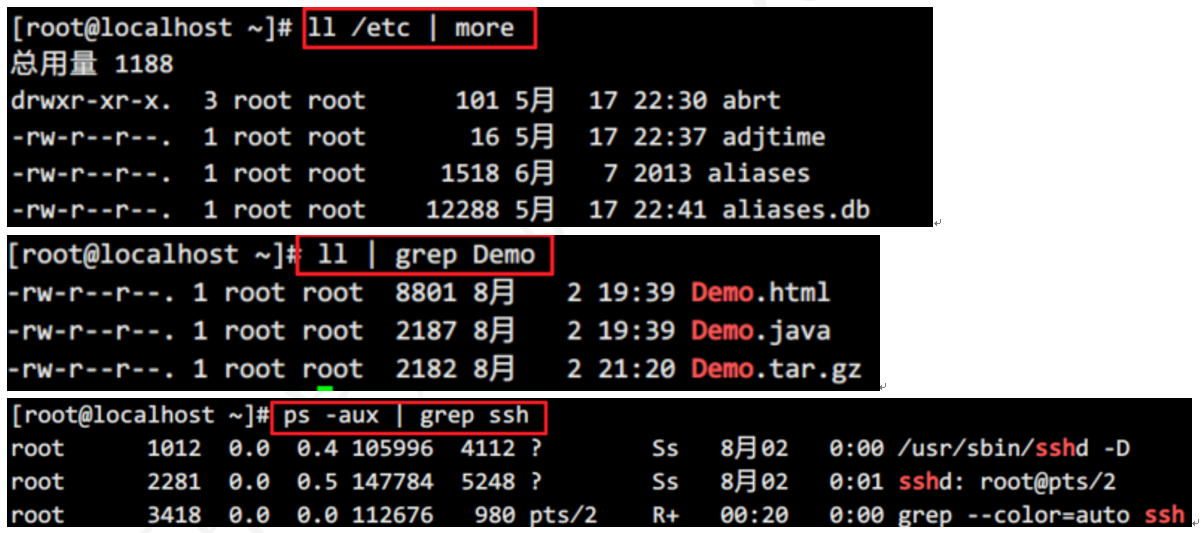 [root@localhost ~]# ll /etc | more
总用量 1188
drwxr-xr-x.  3 root root      101 5月   17 22:30 abrt
-rw-r--r--.  1 root root       16 5月   17 22:37 adjtime
-rw-r--r--.  1 root root     1518 6月    7 2013 aliases
-rw-r--r--.  1 root root    12288 5月   17 22:41 aliases.db
[root@localhost ~]# ll | grep Demo
-rw-r--r--. 1 root root  8801 8月    2 19:39 Demo.html
-rw-r--r--. 1 root root  2187 8月    2 19:39 Demo.java
-rw-r--r--. 1 root root  2182 8月    2 21:20 Demo.tar.gz
[root@localhost ~]# ps -aux | grep ssh
root      1012  0.0  0.4 105996  4112 ?        Ss   8月02   0:00 /usr/sbin/sshd -D
root      2281  0.0  0.5 147784  5248 ?        Ss   8月02   0:01 sshd: root@pts/2
root      3418  0.0  0.0 112676   980 pts/2    R+   00:20   0:00 grep --color=auto ssh